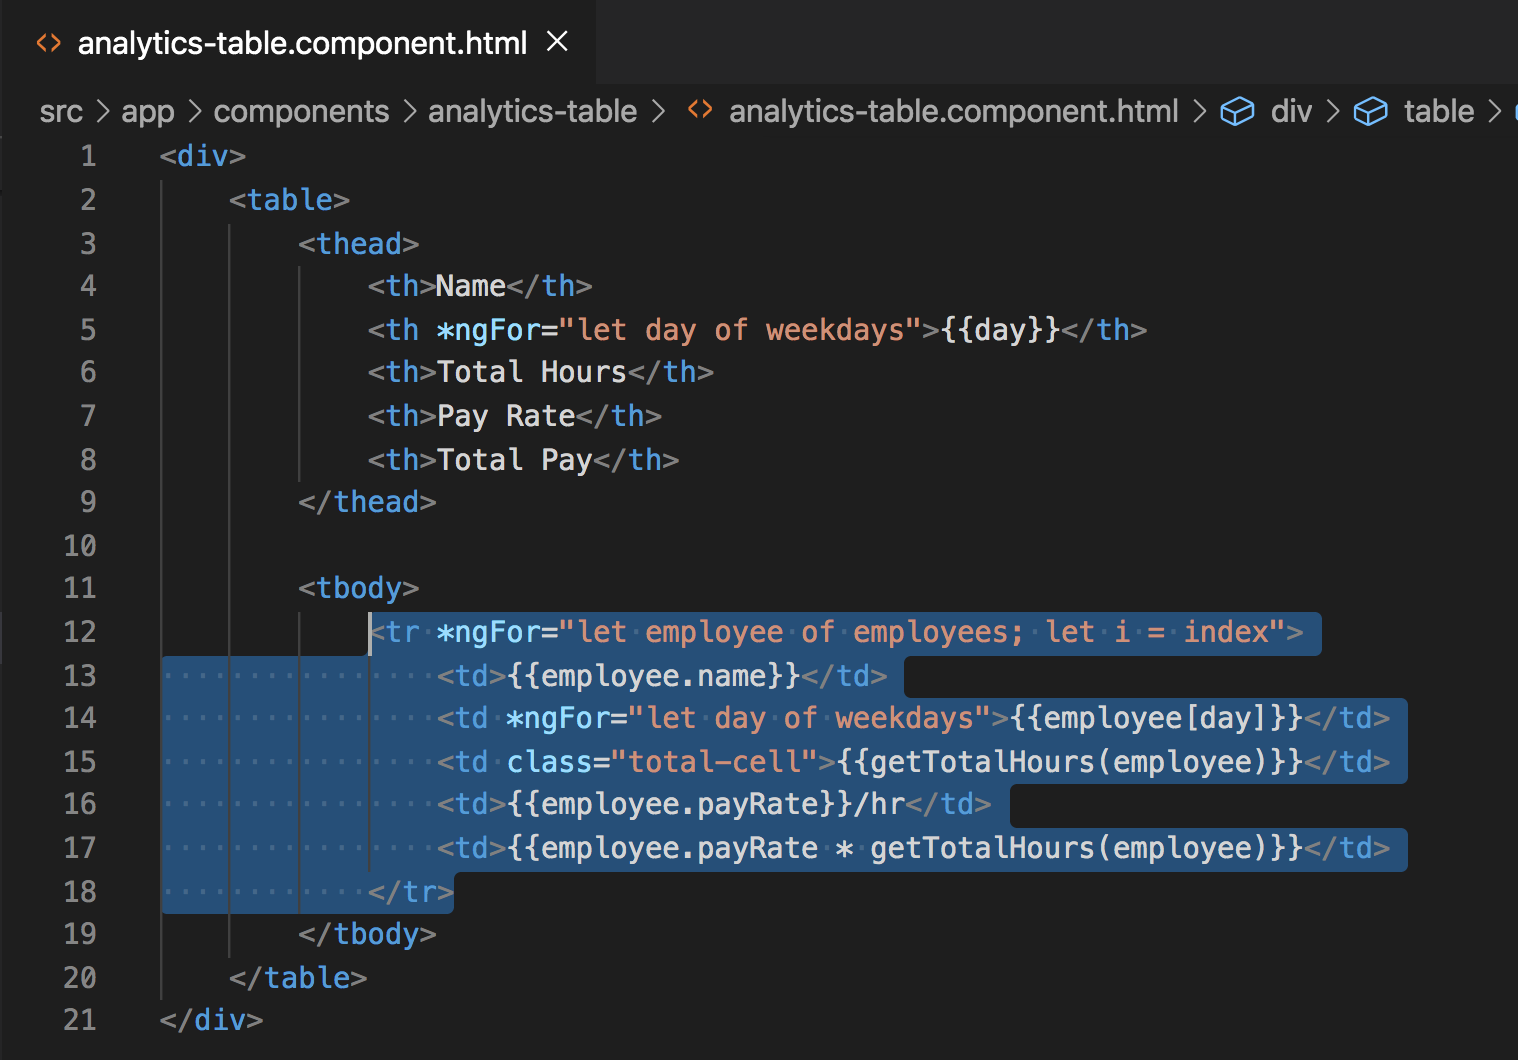 analytics-table.component.html
src > app > components > analytics-table > analytics-table.component.html > div > table >
1 <div>
2     <table>
3         <thead>
4             <th>Name</th>
5             <th *ngFor="let day of weekdays">{{day}}</th>
6             <th>Total Hours</th>
7             <th>Pay Rate</th>
8             <th>Total Pay</th>
9         </thead>
10
11         <tbody>
12             <tr *ngFor="let employee of employees; let i = index">
13                 <td>{{employee.name}}</td>
14                 <td *ngFor="let day of weekdays">{{employee[day]}}</td>
15                 <td class="total-cell">{{getTotalHours(employee)}}</td>
16                 <td>{{employee.payRate}}/hr</td>
17                 <td>{{employee.payRate * getTotalHours(employee)}}</td>
18             </tr>
19         </tbody>
20     </table>
21 </div>